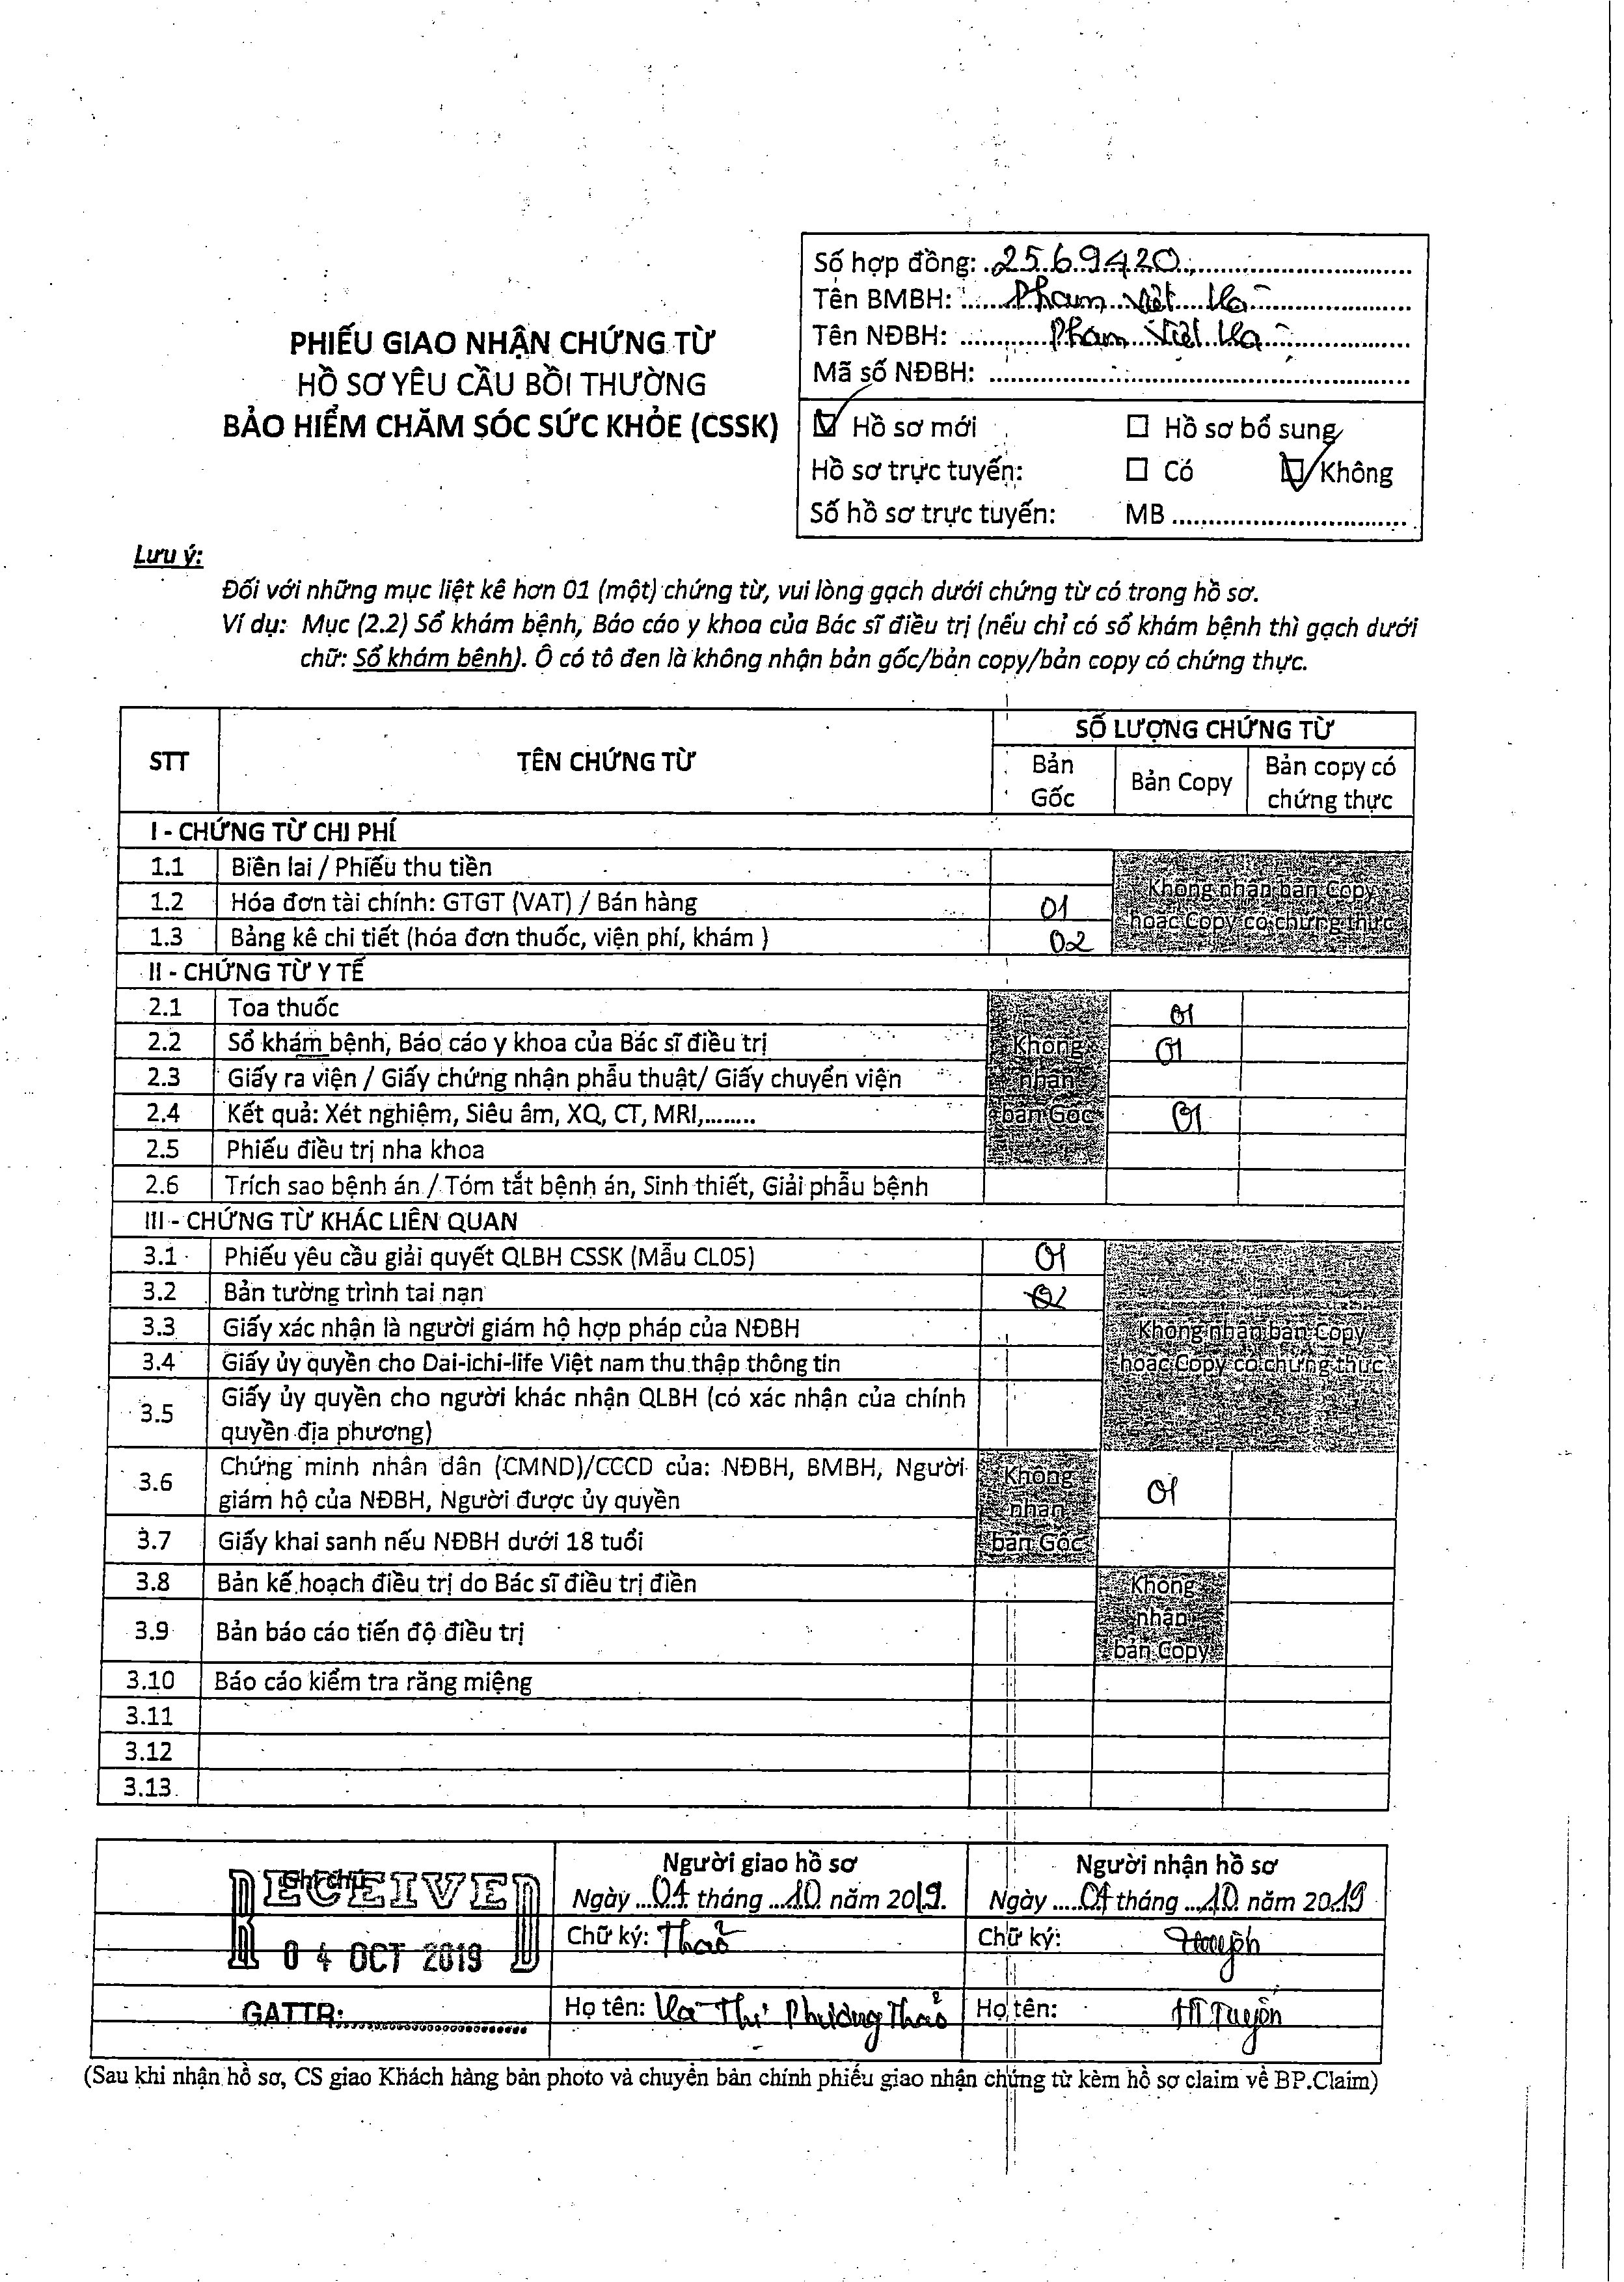 Số hợp đồng: 2569420
Tên BMBH: Phạm Việt Hà
Tên NĐBH: Phạm Việt Hà
Mã số NĐBH:
PHIẾU GIAO NHẬN CHỨNG TỪ
HỒ SƠ YÊU CẦU BỒI THƯỜNG
BẢO HIỂM CHĂM SÓC SỨC KHỎE (CSSK)
Hồ sơ mới Hồ sơ bổ sung
Hồ sơ trực tuyến: Có Không
Số hồ sơ trực tuyến: MB
Lưu ý:
Đối với những mục liệt kê hơn 01 (một) chứng từ, vui lòng gạch dưới chứng từ có trong hồ sơ.
Ví dụ: Mục (2.2) Sổ khám bệnh, Báo cáo y khoa của Bác sĩ điều trị (nếu chỉ có sổ khám bệnh thì gạch dưới
chữ: Sổ khám bệnh). Ô có tô đen là không nhận bản gốc/bản copy/bản copy có chứng thực.
STT TÊN CHỨNG TỪ SỐ LƯỢNG CHỨNG TỪ
Bản Gốc Bản Copy Bản copy có chứng thực
I - CHỨNG TỪ CHI PHÍ
1.1 Biên lai / Phiếu thu tiền
1.2 Hóa đơn tài chính: GTGT (VAT) / Bán hàng 01
1.3 Bảng kê chi tiết (hóa đơn thuốc, viện phí, khám ) 02
Không nhận bản Copy
hoặc Copy có chứng thực
II - CHỨNG TỪ Y TẾ
2.1 Toa thuốc 01
2.2 Sổ khám bệnh, Báo cáo y khoa của Bác sĩ điều trị 01
2.3 Giấy ra viện / Giấy chứng nhận phẫu thuật/ Giấy chuyển viện
2.4 Kết quả: Xét nghiệm, Siêu âm, XQ, CT, MRI,........ 01
2.5 Phiếu điều trị nha khoa
Không
nhận
bản Gốc
2.6 Trích sao bệnh án / Tóm tắt bệnh án, Sinh thiết, Giải phẫu bệnh
III - CHỨNG TỪ KHÁC LIÊN QUAN
3.1 Phiếu yêu cầu giải quyết QLBH CSSK (Mẫu CL05) 01
3.2 Bản tường trình tai nạn
3.3 Giấy xác nhận là người giám hộ hợp pháp của NĐBH
3.4 Giấy ủy quyền cho Dai-ichi-life Việt nam thu thập thông tin
Không nhận bản Copy
hoặc Copy có chứng thực
3.5 Giấy ủy quyền cho người khác nhận QLBH (có xác nhận của chính
quyền địa phương)
3.6 Chứng minh nhân dân (CMND)/CCCD của: NĐBH, BMBH, Người
giám hộ của NĐBH, Người được ủy quyền 01
3.7 Giấy khai sanh nếu NĐBH dưới 18 tuổi
Không
nhận
bản Gốc
3.8 Bản kế hoạch điều trị do Bác sĩ điều trị điền
3.9 Bản báo cáo tiến độ điều trị
Không
nhận
bản Copy
3.10 Báo cáo kiểm tra răng miệng
3.11
3.12
3.13
Ghi chú Người giao hồ sơ Người nhận hồ sơ
RECEIVED
Ngày 04 tháng 10 năm 2019. Ngày 04 tháng 10 năm 2019
Chữ ký: Thảo Chữ ký:
04 OCT 2019
GATTR:
Họ tên: Hà Thị Phương Thảo Họ tên: TT Tuyền
(Sau khi nhận hồ sơ, CS giao Khách hàng bản photo và chuyển bản chính phiếu giao nhận chứng từ kèm hồ sơ claim về BP.Claim)